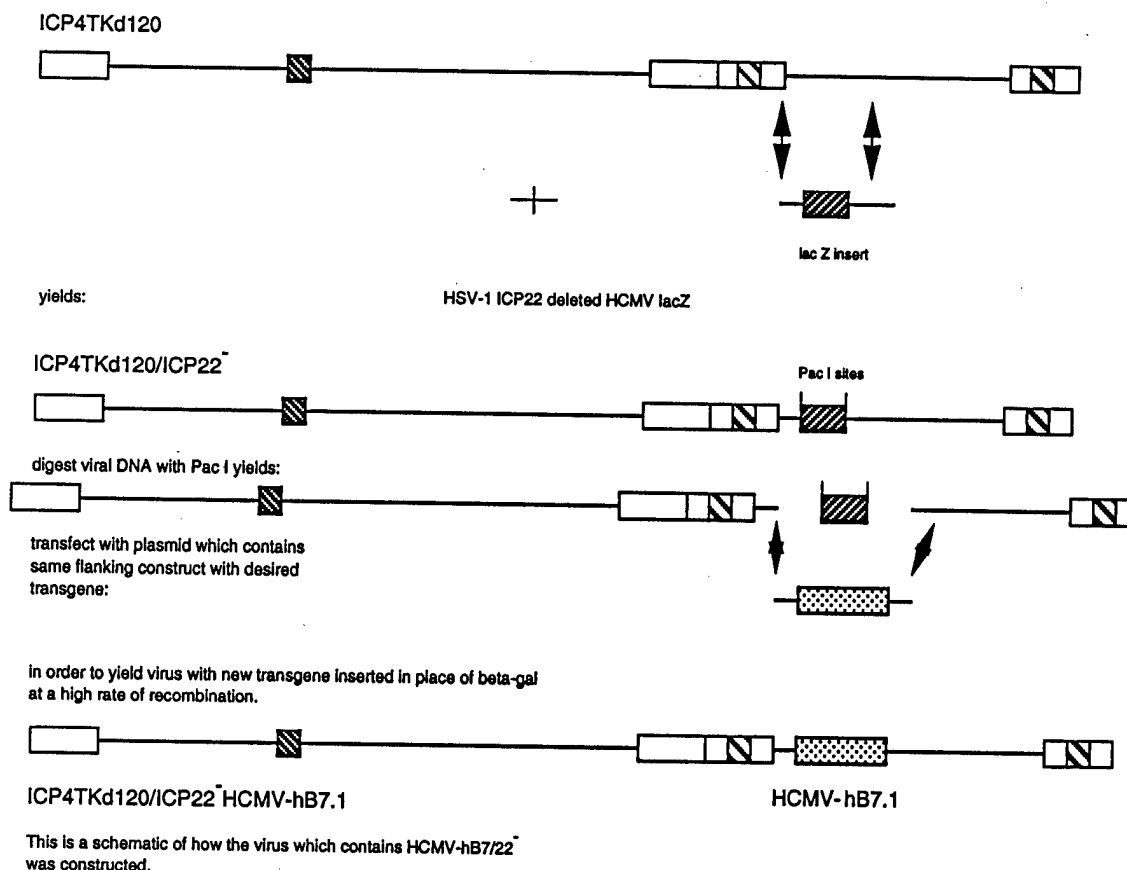 ICP4TKd120
lac Z insert
yields:
HSV-1 ICP22 deleted HCMV lacZ
ICP4TKd120/ICP22⁻
Pac I sites
digest viral DNA with Pac I yields:
transfect with plasmid which contains
same flanking construct with desired
transgene:
in order to yield virus with new transgene inserted in place of beta-gal
at a high rate of recombination.
ICP4TKd120/ICP22⁻HCMV-hB7.1
HCMV-hB7.1
This is a schematic of how the virus which contains HCMV-hB7/22⁻
was constructed.